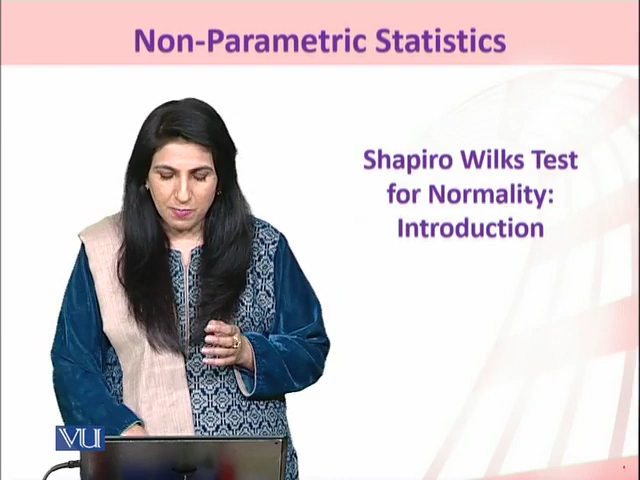 Non-Parametric Statistics
Shapiro Wilks Test
for Normality:
Introduction
VU